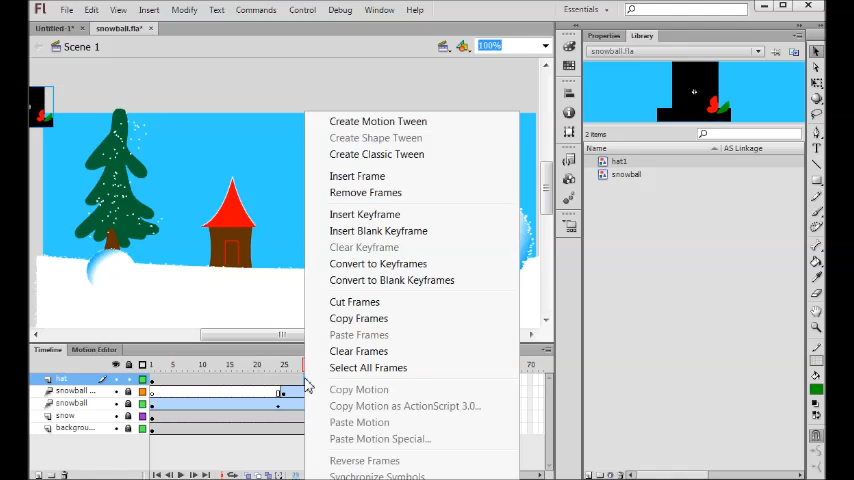 Fl File Edit View Insert Modify Text Commands Control Debug Window Help Essentials
Untitled-1* × snowball.fla* ×
Scene 1 100%
Properties Library
snowball.fla
2 items
Name AS Linkage
hat1
snowball
Create Motion Tween
Create Shape Tween
Create Classic Tween
Insert Frame
Remove Frames
Insert Keyframe
Insert Blank Keyframe
Clear Keyframe
Convert to Keyframes
Convert to Blank Keyframes
Cut Frames
Copy Frames
Paste Frames
Clear Frames
Select All Frames
Copy Motion
Copy Motion as ActionScript 3.0...
Paste Motion
Paste Motion Special...
Reverse Frames
Synchronize Symbols
Timeline Motion Editor
1 5 10 15 20 25 70
hat
snowball ...
snowball
snow
backgrou...